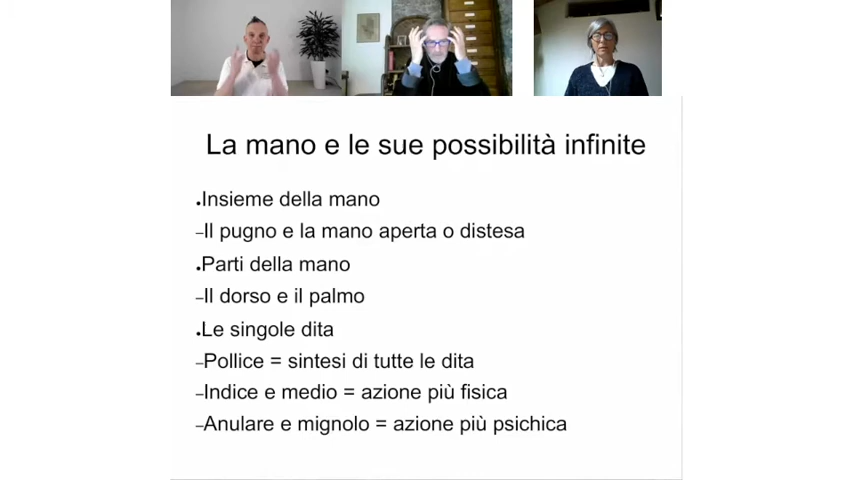 La mano e le sue possibilità infinite
•Insieme della mano
–Il pugno e la mano aperta o distesa
•Parti della mano
–Il dorso e il palmo
•Le singole dita
–Pollice = sintesi di tutte le dita
–Indice e medio = azione più fisica
–Anulare e mignolo = azione più psichica